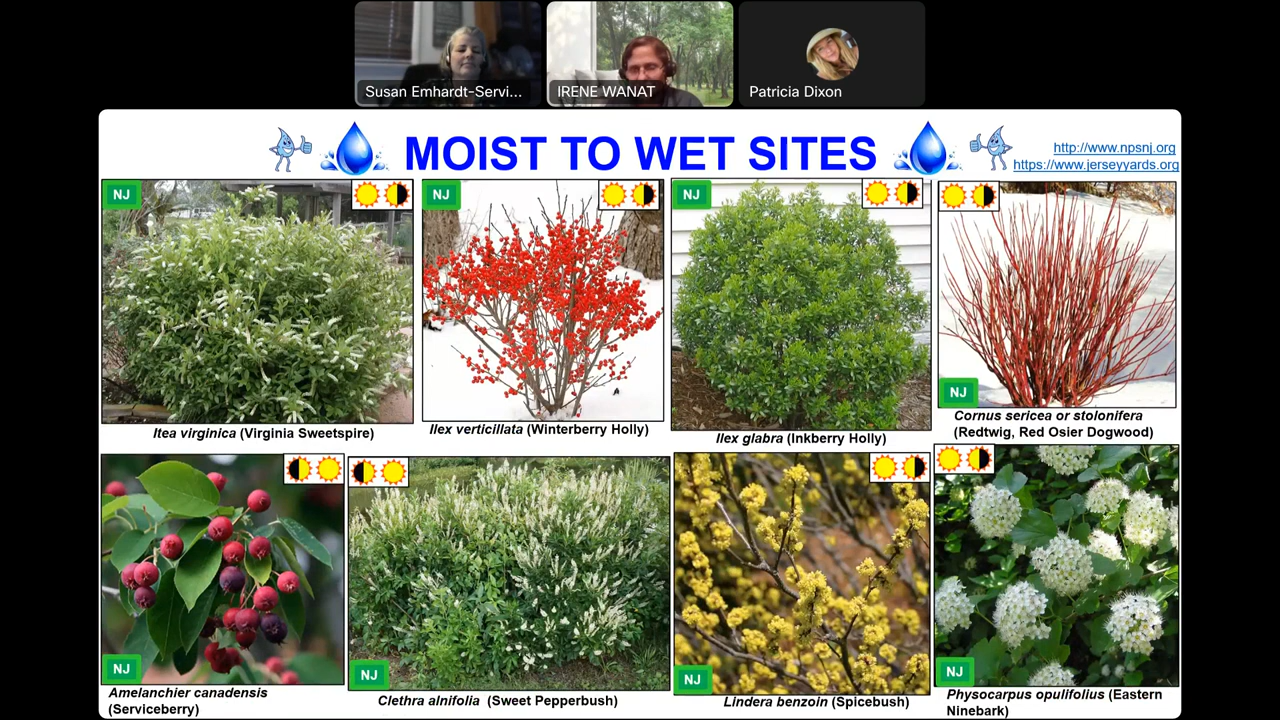 Susan Emhardt-Servi...
IRENE WANAT
Patricia Dixon
MOIST TO WET SITES
http://www.npsnj.org
https://www.jerseyyards.org
NJ
NJ
NJ
NJ
Itea virginica (Virginia Sweetspire)
Ilex verticillata (Winterberry Holly)
Ilex glabra (Inkberry Holly)
Cornus sericea or stolonifera
(Redtwig, Red Osier Dogwood)
NJ
NJ
NJ
NJ
Amelanchier canadensis
(Serviceberry)
Clethra alnifolia (Sweet Pepperbush)
Lindera benzoin (Spicebush)
Physocarpus opulifolius (Eastern
Ninebark)